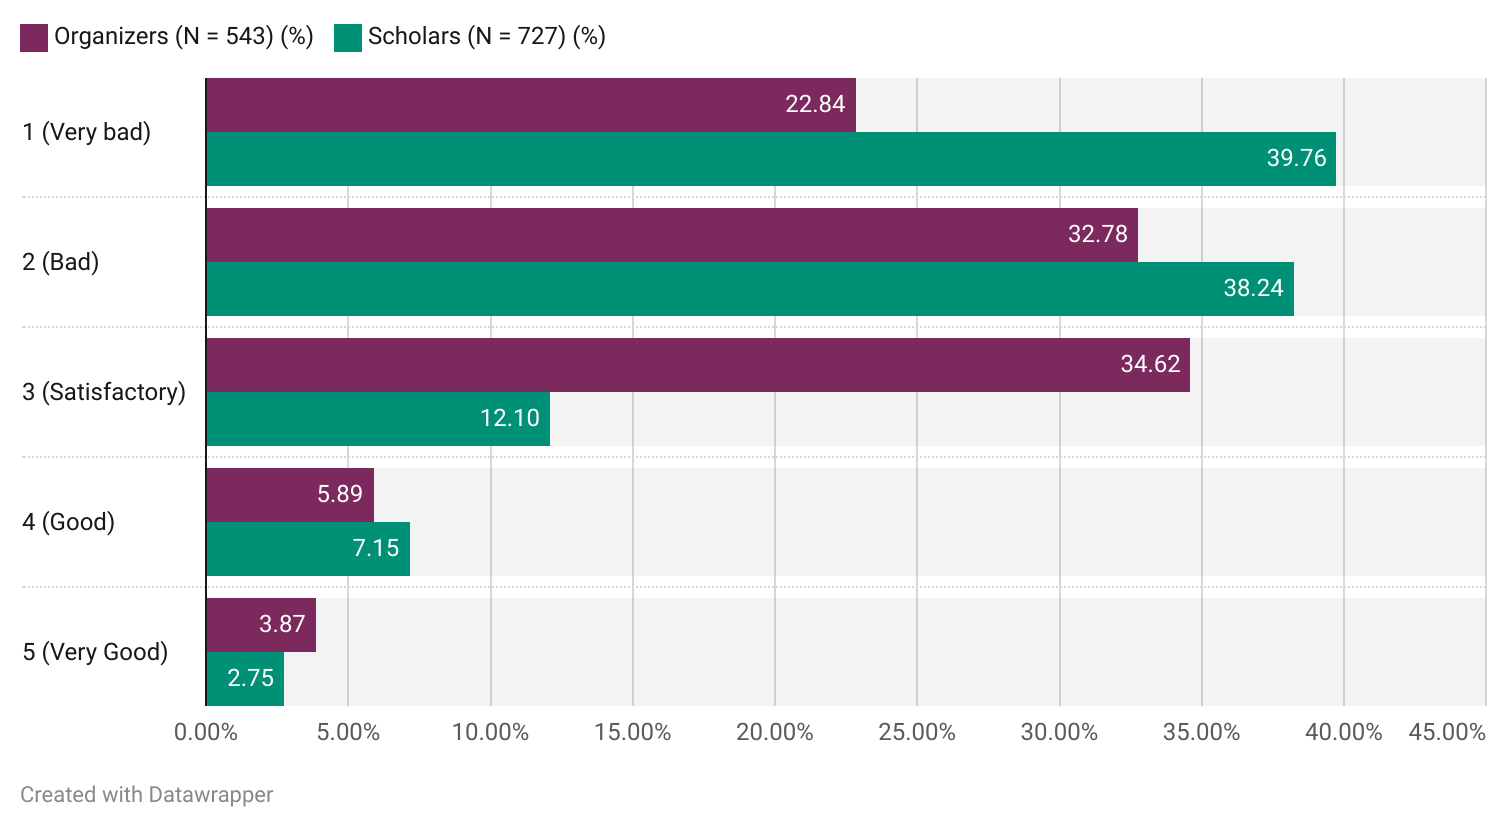 Organizers (N = 543) (%) Scholars (N = 727) (%)
1 (Very bad)
22.84
39.76
2 (Bad)
32.78
38.24
3 (Satisfactory)
34.62
12.10
4 (Good)
5.89
7.15
5 (Very Good)
3.87
2.75
0.00% 5.00% 10.00% 15.00% 20.00% 25.00% 30.00% 35.00% 40.00% 45.00%
Created with Datawrapper